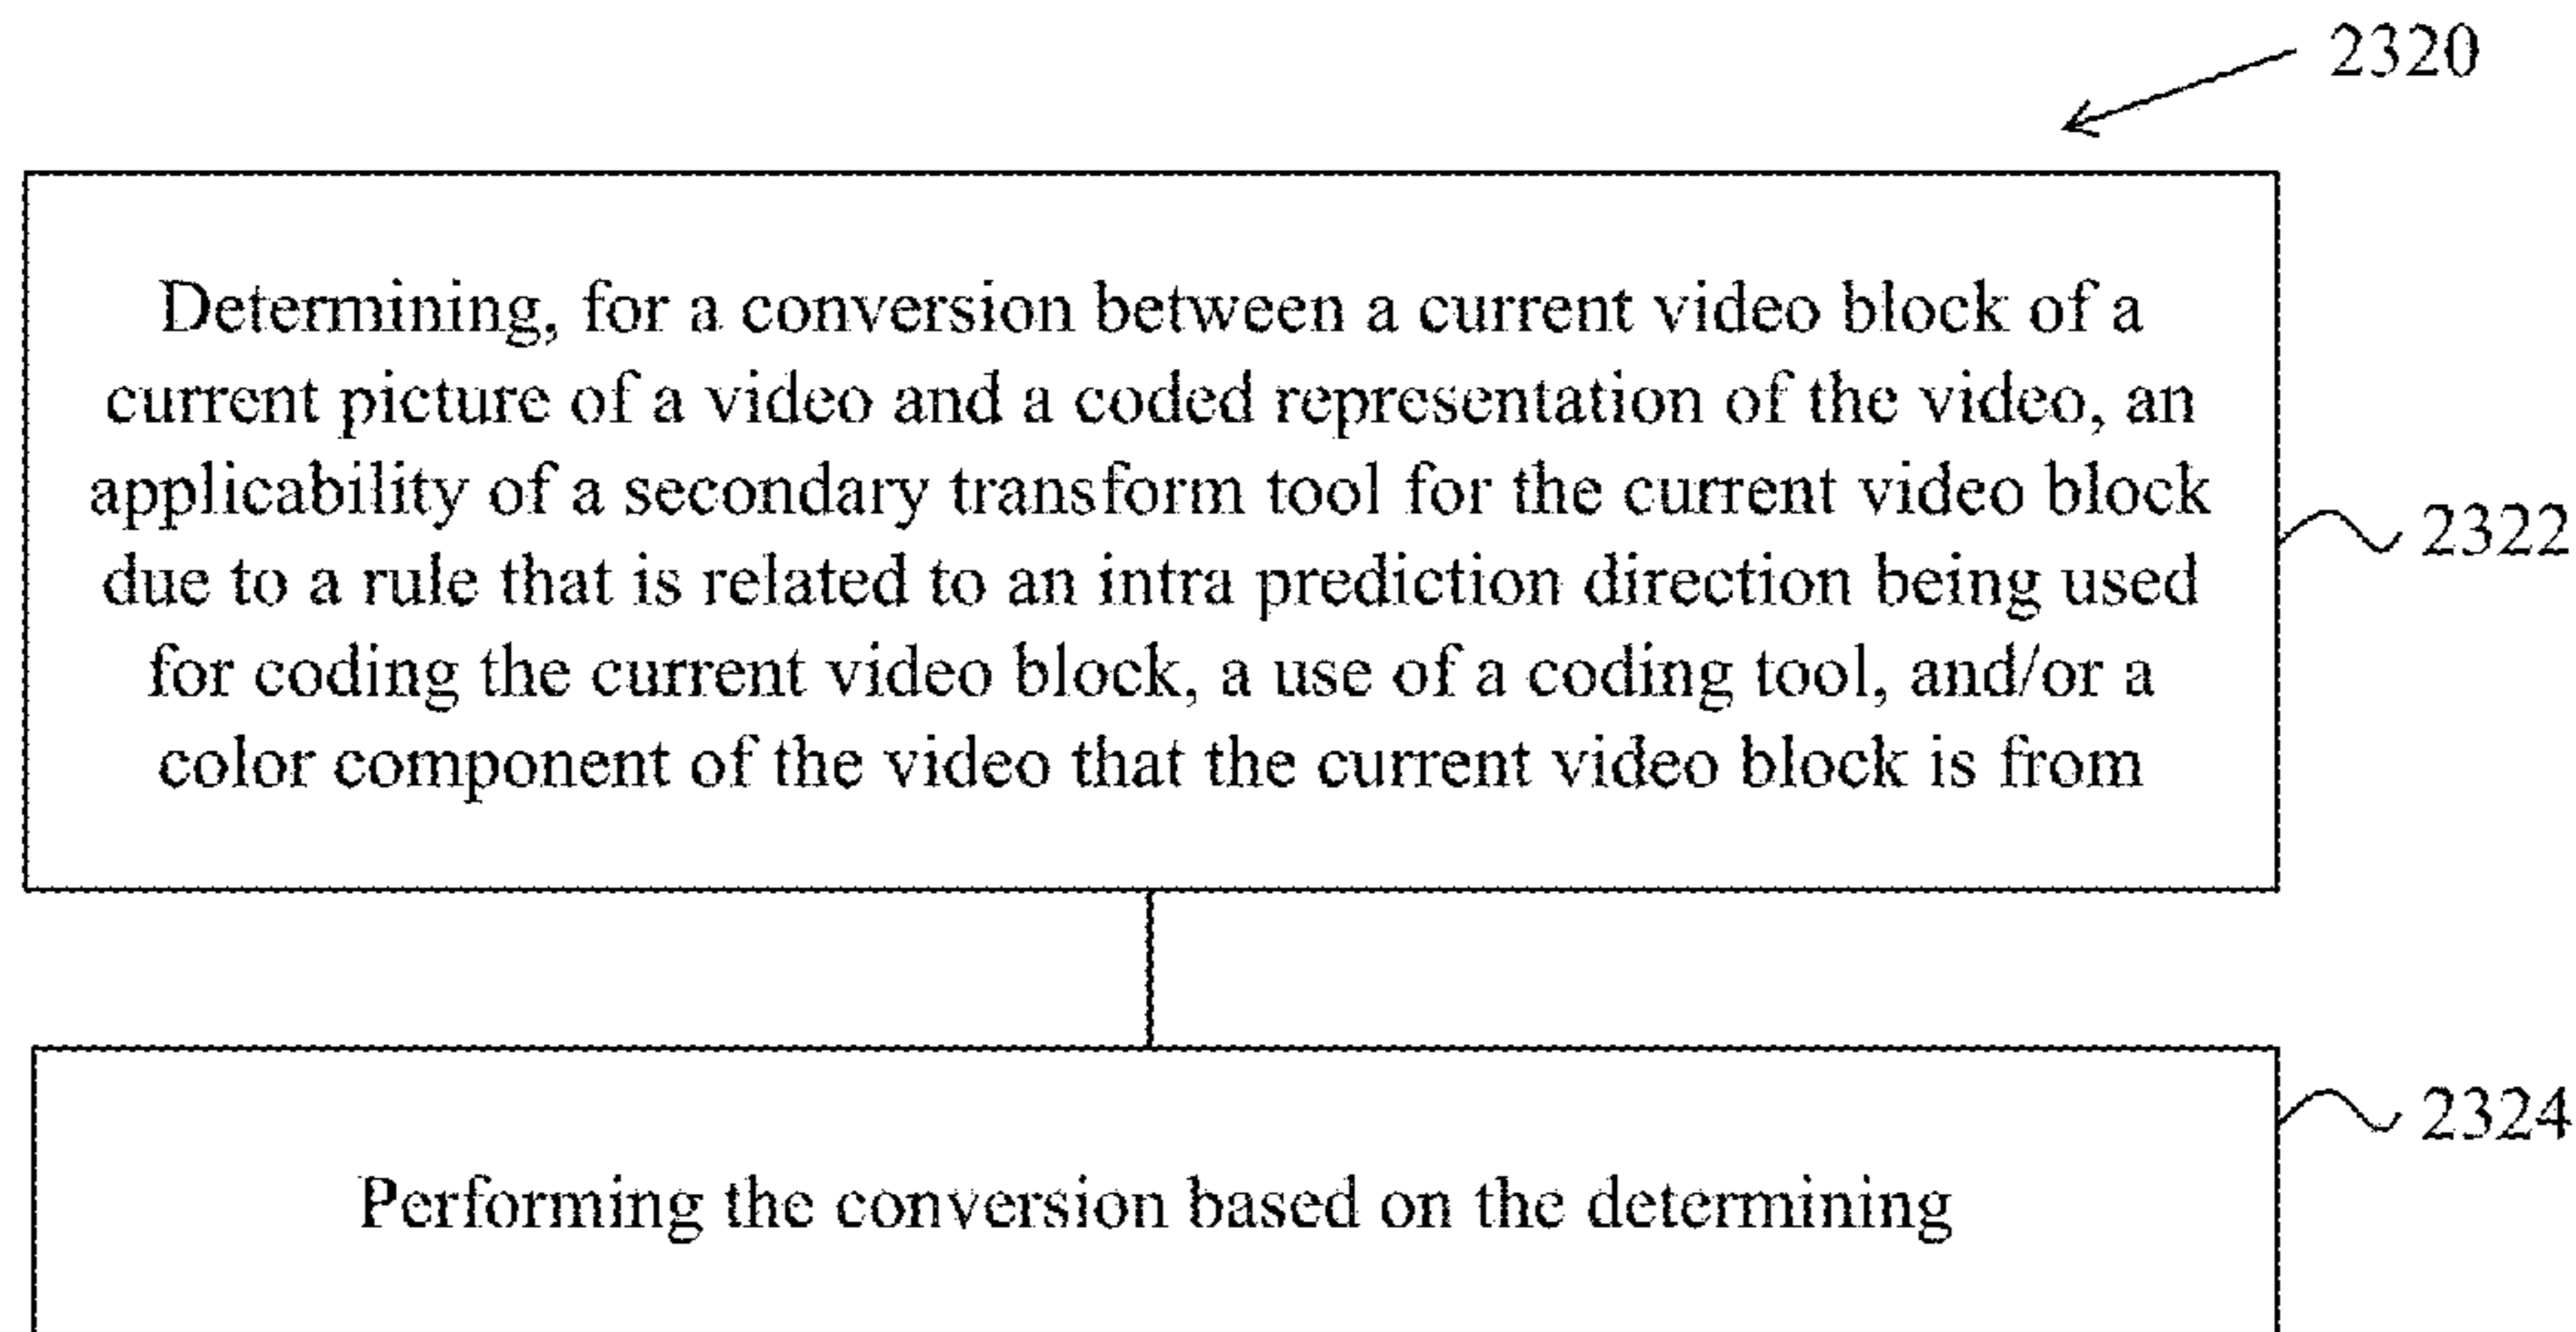 2320
Determining, for a conversion between a current video block of a
current picture of a video and a coded representation of the video, an
applicability of a secondary transform tool for the current video block
due to a rule that is related to an intra prediction direction being used
for coding the current video block, a use of a coding tool, and/or a
color component of the video that the current video block is from
2322
2324
Performing the conversion based on the determining